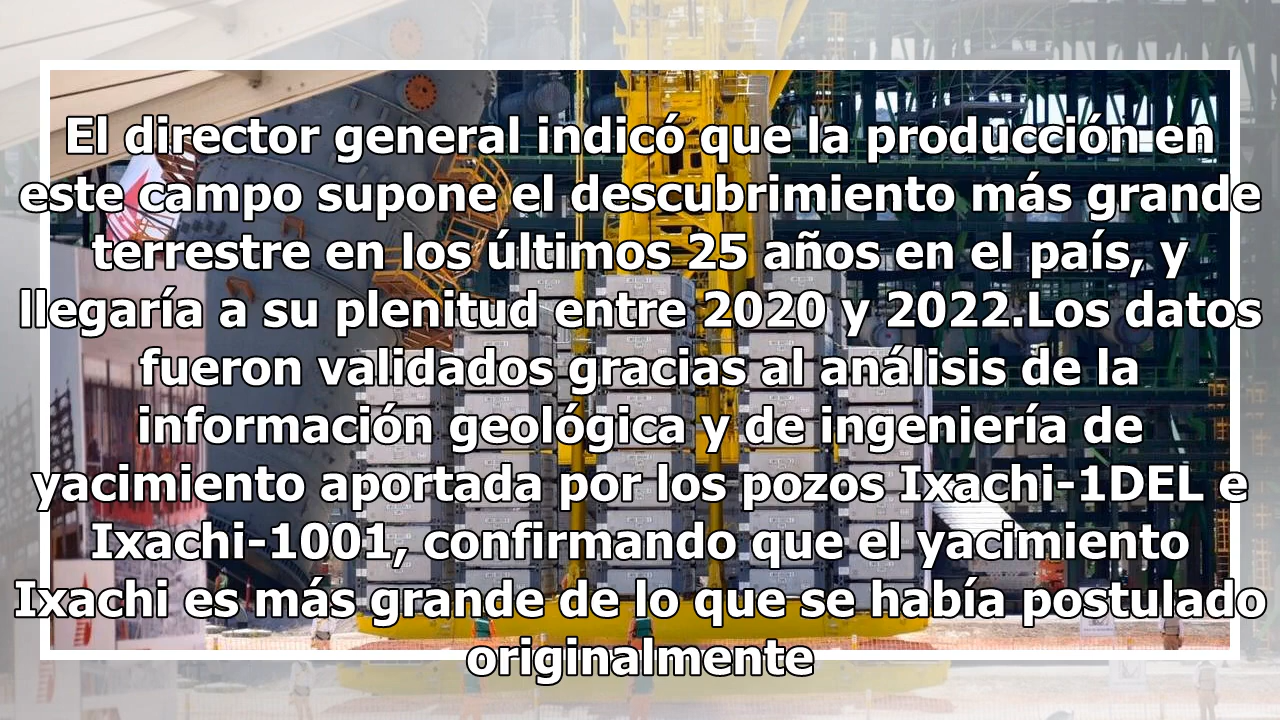 El director general indicó que la producción en
este campo supone el descubrimiento más grande
terrestre en los últimos 25 años en el país, y
llegaría a su plenitud entre 2020 y 2022.Los datos
fueron validados gracias al análisis de la
información geológica y de ingeniería de
yacimiento aportada por los pozos Ixachi-1DEL e
Ixachi-1001, confirmando que el yacimiento
Ixachi es más grande de lo que se había postulado
originalmente